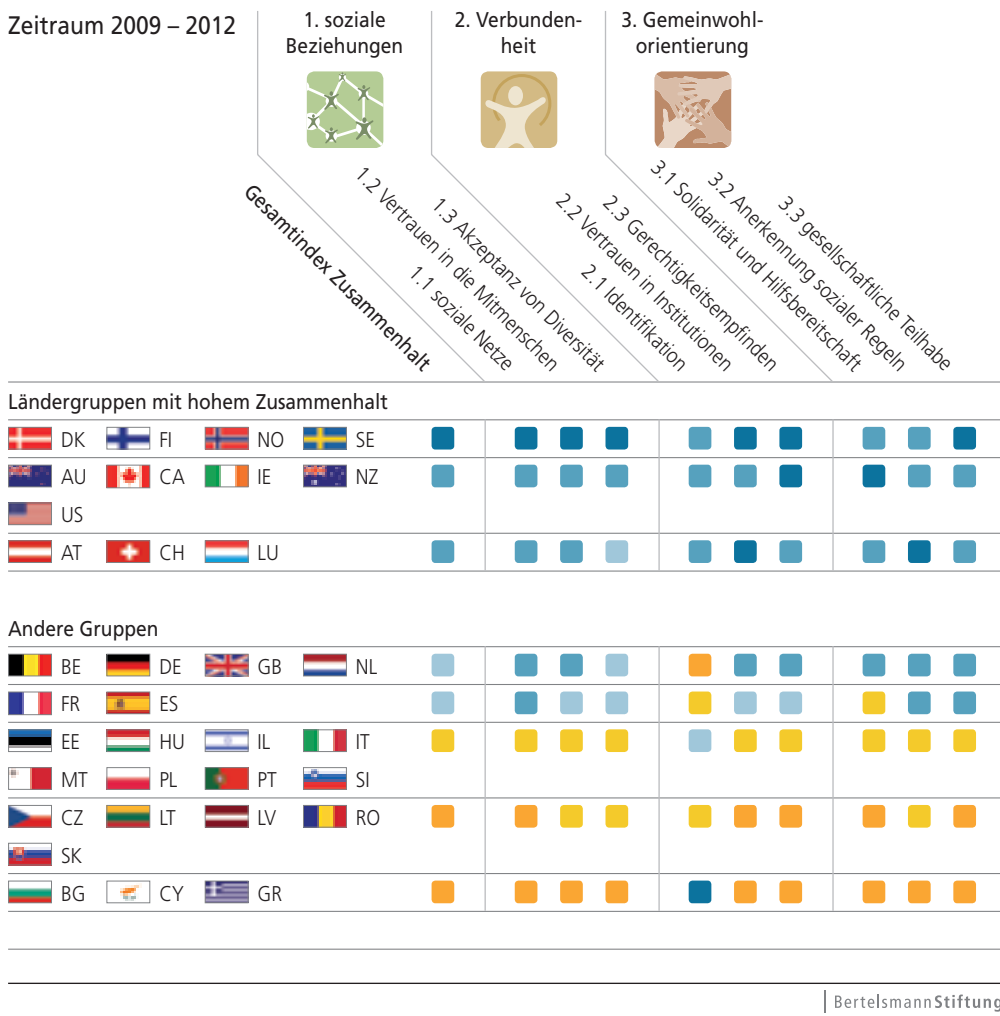 Zeitraum 2009 – 2012
1. soziale
Beziehungen
2. Verbunden-
heit
3. Gemeinwohl-
orientierung
Gesamtindex Zusammenhalt
1.1 soziale Netze
1.2 Vertrauen in die Mitmenschen
1.3 Akzeptanz von Diversität
2.1 Identifikation
2.2 Vertrauen in Institutionen
2.3 Gerechtigkeitsempfinden
3.1 Solidarität und Hilfsbereitschaft
3.2 Anerkennung sozialer Regeln
3.3 gesellschaftliche Teilhabe
Ländergruppen mit hohem Zusammenhalt
DK FI NO SE
AU CA IE NZ
US
AT CH LU
Andere Gruppen
BE DE GB NL
FR ES
EE HU IL IT
MT PL PT SI
CZ LT LV RO
SK
BG CY GR
BertelsmannStiftung